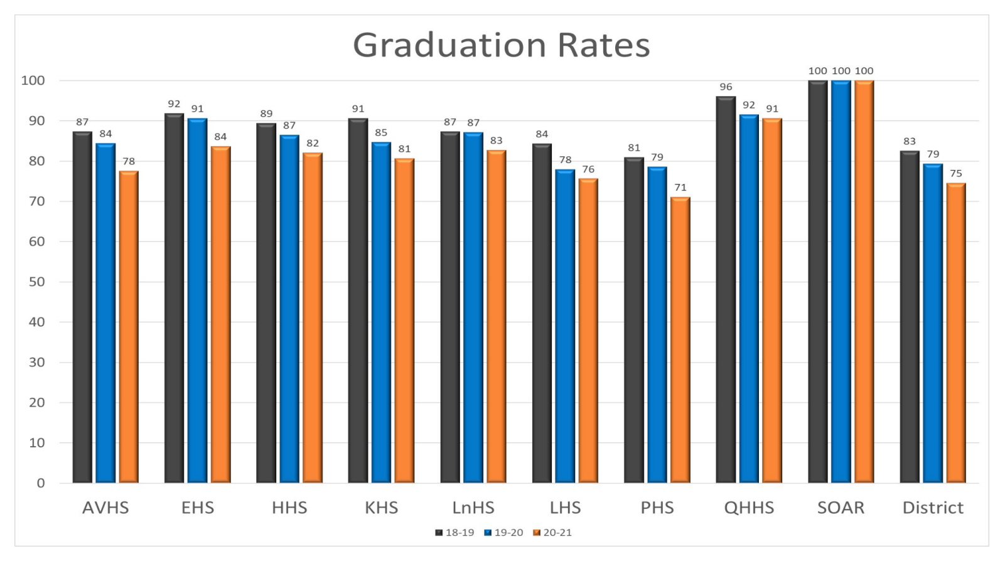 Graduation Rates
100
90
80
70
60
50
40
30
20
10
0
87 84 78
92 91 84
89 87 82
91 85 81
87 87 83
84 78 76
81 79 71
96 92 91
100 100 100
83 79 75
AVHS EHS HHS KHS LnHS LHS PHS QHHS SOAR District
18-19 19-20 20-21